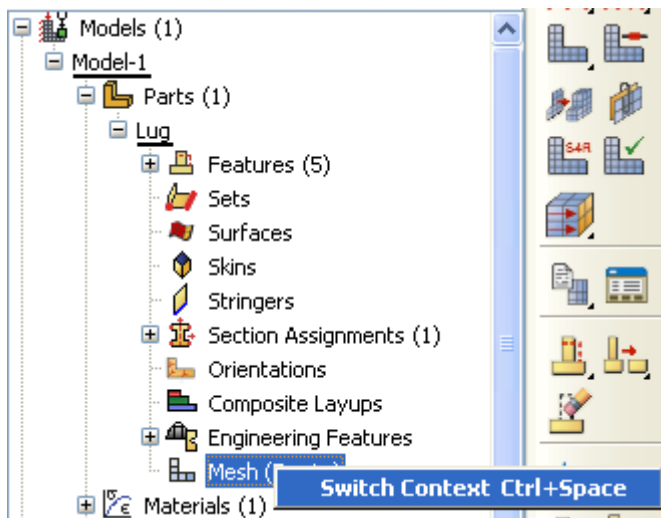 Models (1)
Model-1
Parts (1)
Lug
Features (5)
Sets
Surfaces
Skins
Stringers
Section Assignments (1)
Orientations
Composite Layups
Engineering Features
Mesh
Switch Context Ctrl+Space
Materials (1)
S4R